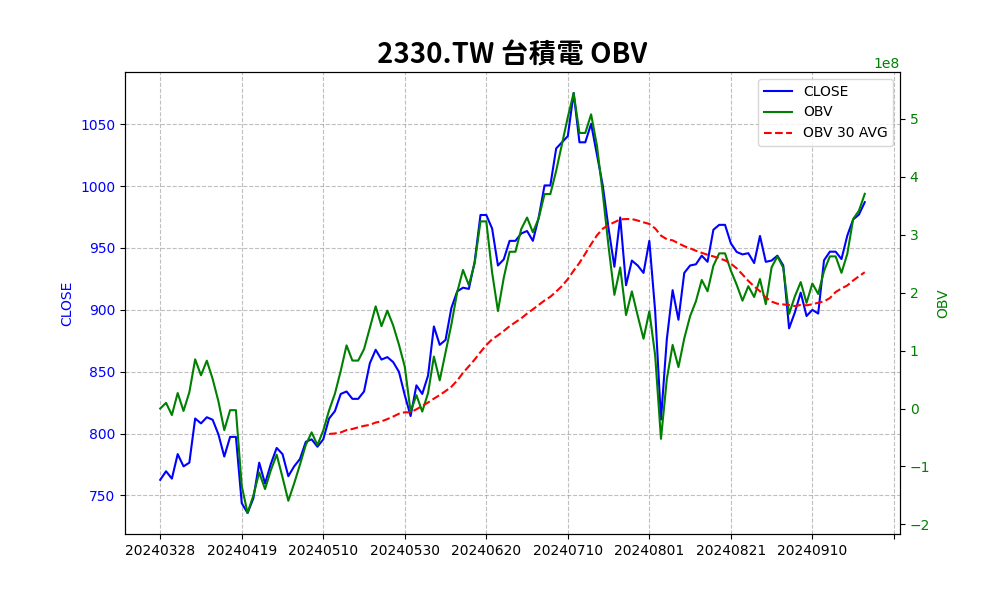 2330.TW 台積電 OBV
1e8
CLOSE
OBV
OBV 30 AVG
1050
1000
950
900
850
800
750
CLOSE
5
4
3
2
1
0
−1
−2
OBV
20240328 20240419 20240510 20240530 20240620 20240710 20240801 20240821 20240910